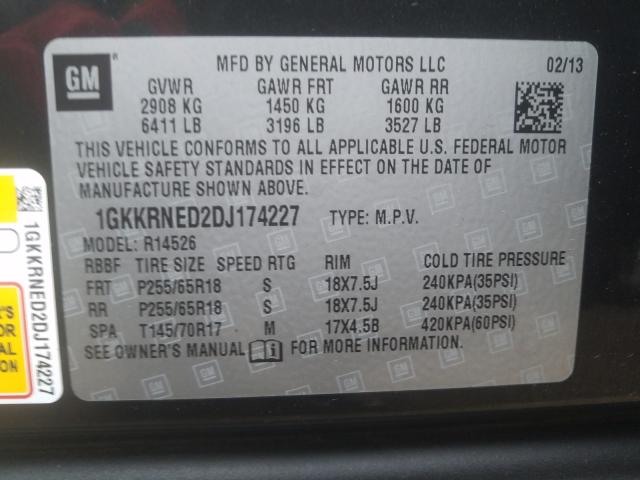 GM
MFD BY GENERAL MOTORS LLC 02/13
GVWR GAWR FRT GAWR RR
2908 KG 1450 KG 1600 KG
6411 LB 3196 LB 3527 LB
THIS VEHICLE CONFORMS TO ALL APPLICABLE U.S. FEDERAL MOTOR
VEHICLE SAFETY STANDARDS IN EFFECT ON THE DATE OF
MANUFACTURE SHOWN ABOVE.
1GKKRNED2DJ174227 TYPE: M.P.V.
MODEL: R14526
RBBF TIRE SIZE SPEED RTG RIM COLD TIRE PRESSURE
FRT P255/65R18 S 18X7.5J 240KPA(35PSI)
RR P255/65R18 S 18X7.5J 240KPA(35PSI)
SPA T145/70R17 M 17X4.5B 420KPA(60PSI)
SEE OWNER'S MANUAL i FOR MORE INFORMATION.
1GKKRNED2DJ174227